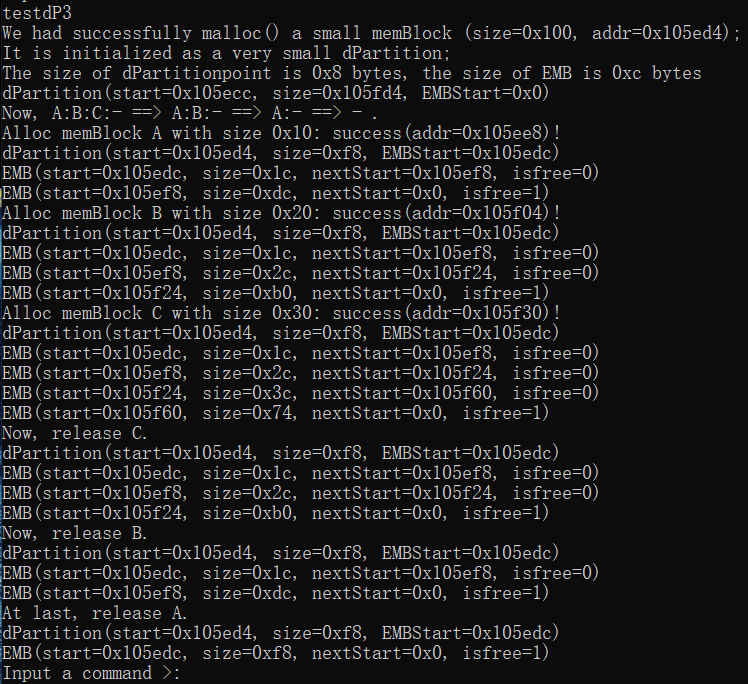 testdP3
We had successfully malloc() a small memBlock (size=0x100, addr=0x105ed4);
It is initialized as a very small dPartition;
The size of dPartitionpoint is 0x8 bytes, the size of EMB is 0xc bytes
dPartition(start=0x105ecc, size=0x105fd4, EMBStart=0x0)
Now, A:B:C:- ==> A:B:- ==> A:- ==> - .
Alloc memBlock A with size 0x10: success(addr=0x105ee8)!
dPartition(start=0x105ed4, size=0xf8, EMBStart=0x105edc)
EMB(start=0x105edc, size=0x1c, nextStart=0x105ef8, isfree=0)
EMB(start=0x105ef8, size=0xdc, nextStart=0x0, isfree=1)
Alloc memBlock B with size 0x20: success(addr=0x105f04)!
dPartition(start=0x105ed4, size=0xf8, EMBStart=0x105edc)
EMB(start=0x105edc, size=0x1c, nextStart=0x105ef8, isfree=0)
EMB(start=0x105ef8, size=0x2c, nextStart=0x105f24, isfree=0)
EMB(start=0x105f24, size=0xb0, nextStart=0x0, isfree=1)
Alloc memBlock C with size 0x30: success(addr=0x105f30)!
dPartition(start=0x105ed4, size=0xf8, EMBStart=0x105edc)
EMB(start=0x105edc, size=0x1c, nextStart=0x105ef8, isfree=0)
EMB(start=0x105ef8, size=0x2c, nextStart=0x105f24, isfree=0)
EMB(start=0x105f24, size=0x3c, nextStart=0x105f60, isfree=0)
EMB(start=0x105f60, size=0x74, nextStart=0x0, isfree=1)
Now, release C.
dPartition(start=0x105ed4, size=0xf8, EMBStart=0x105edc)
EMB(start=0x105edc, size=0x1c, nextStart=0x105ef8, isfree=0)
EMB(start=0x105ef8, size=0x2c, nextStart=0x105f24, isfree=0)
EMB(start=0x105f24, size=0xb0, nextStart=0x0, isfree=1)
Now, release B.
dPartition(start=0x105ed4, size=0xf8, EMBStart=0x105edc)
EMB(start=0x105edc, size=0x1c, nextStart=0x105ef8, isfree=0)
EMB(start=0x105ef8, size=0xdc, nextStart=0x0, isfree=1)
At last, release A.
dPartition(start=0x105ed4, size=0xf8, EMBStart=0x105edc)
EMB(start=0x105edc, size=0xf8, nextStart=0x0, isfree=1)
Input a command >: